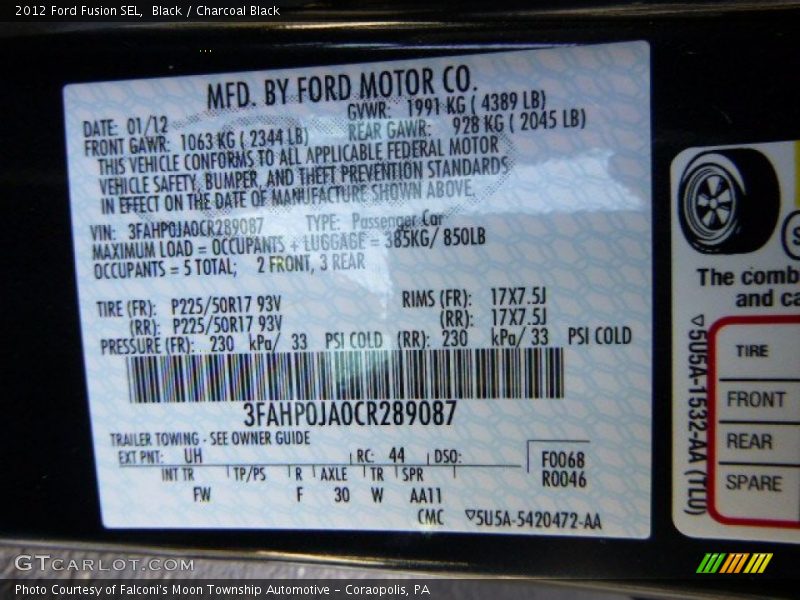 2012 Ford Fusion SEL, Black / Charcoal Black
MFD. BY FORD MOTOR CO.
DATE: 01/12 GVWR: 1991 KG ( 4389 LB)
FRONT GAWR: 1063 KG ( 2344 LB) REAR GAWR: 928 KG ( 2045 LB)
THIS VEHICLE CONFORMS TO ALL APPLICABLE FEDERAL MOTOR
VEHICLE SAFETY, BUMPER, AND THEFT PREVENTION STANDARDS
IN EFFECT ON THE DATE OF MANUFACTURE SHOWN ABOVE.
VIN: 3FAHP0JA0CR289087 TYPE: Passenger Car
MAXIMUM LOAD = OCCUPANTS + LUGGAGE = 385KG/ 850LB
OCCUPANTS = 5 TOTAL; 2 FRONT, 3 REAR
TIRE (FR): P225/50R17 93V RIMS (FR): 17X7.5J
(RR): P225/50R17 93V (RR): 17X7.5J
PRESSURE (FR): 230 kPa/ 33 PSI COLD (RR): 230 kPa/ 33 PSI COLD
3FAHP0JA0CR289087
TRAILER TOWING - SEE OWNER GUIDE
EXT PNT: UH RC: 44 DSO: F0068
R0046
INT TR TP/PS R AXLE TR SPR
FW F 30 W AA11
CMC ▽5U5A-5420472-AA
S
The comb
and ca
▽5U5A-1532-AA (TL0)
TIRE
FRONT
REAR
SPARE
GTCARLOT.COM
Photo Courtesy of Falconi's Moon Township Automotive – Coraopolis, PA